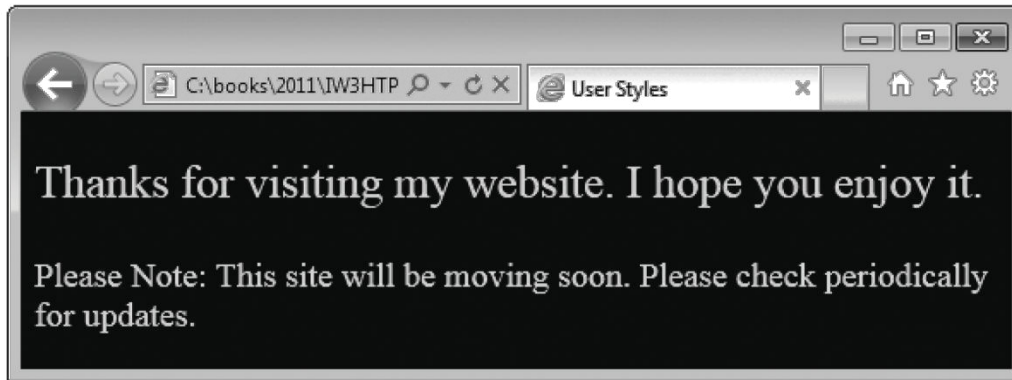 C:\books\2011\IW3HTP
User Styles
Thanks for visiting my website. I hope you enjoy it.
Please Note: This site will be moving soon. Please check periodically
for updates.